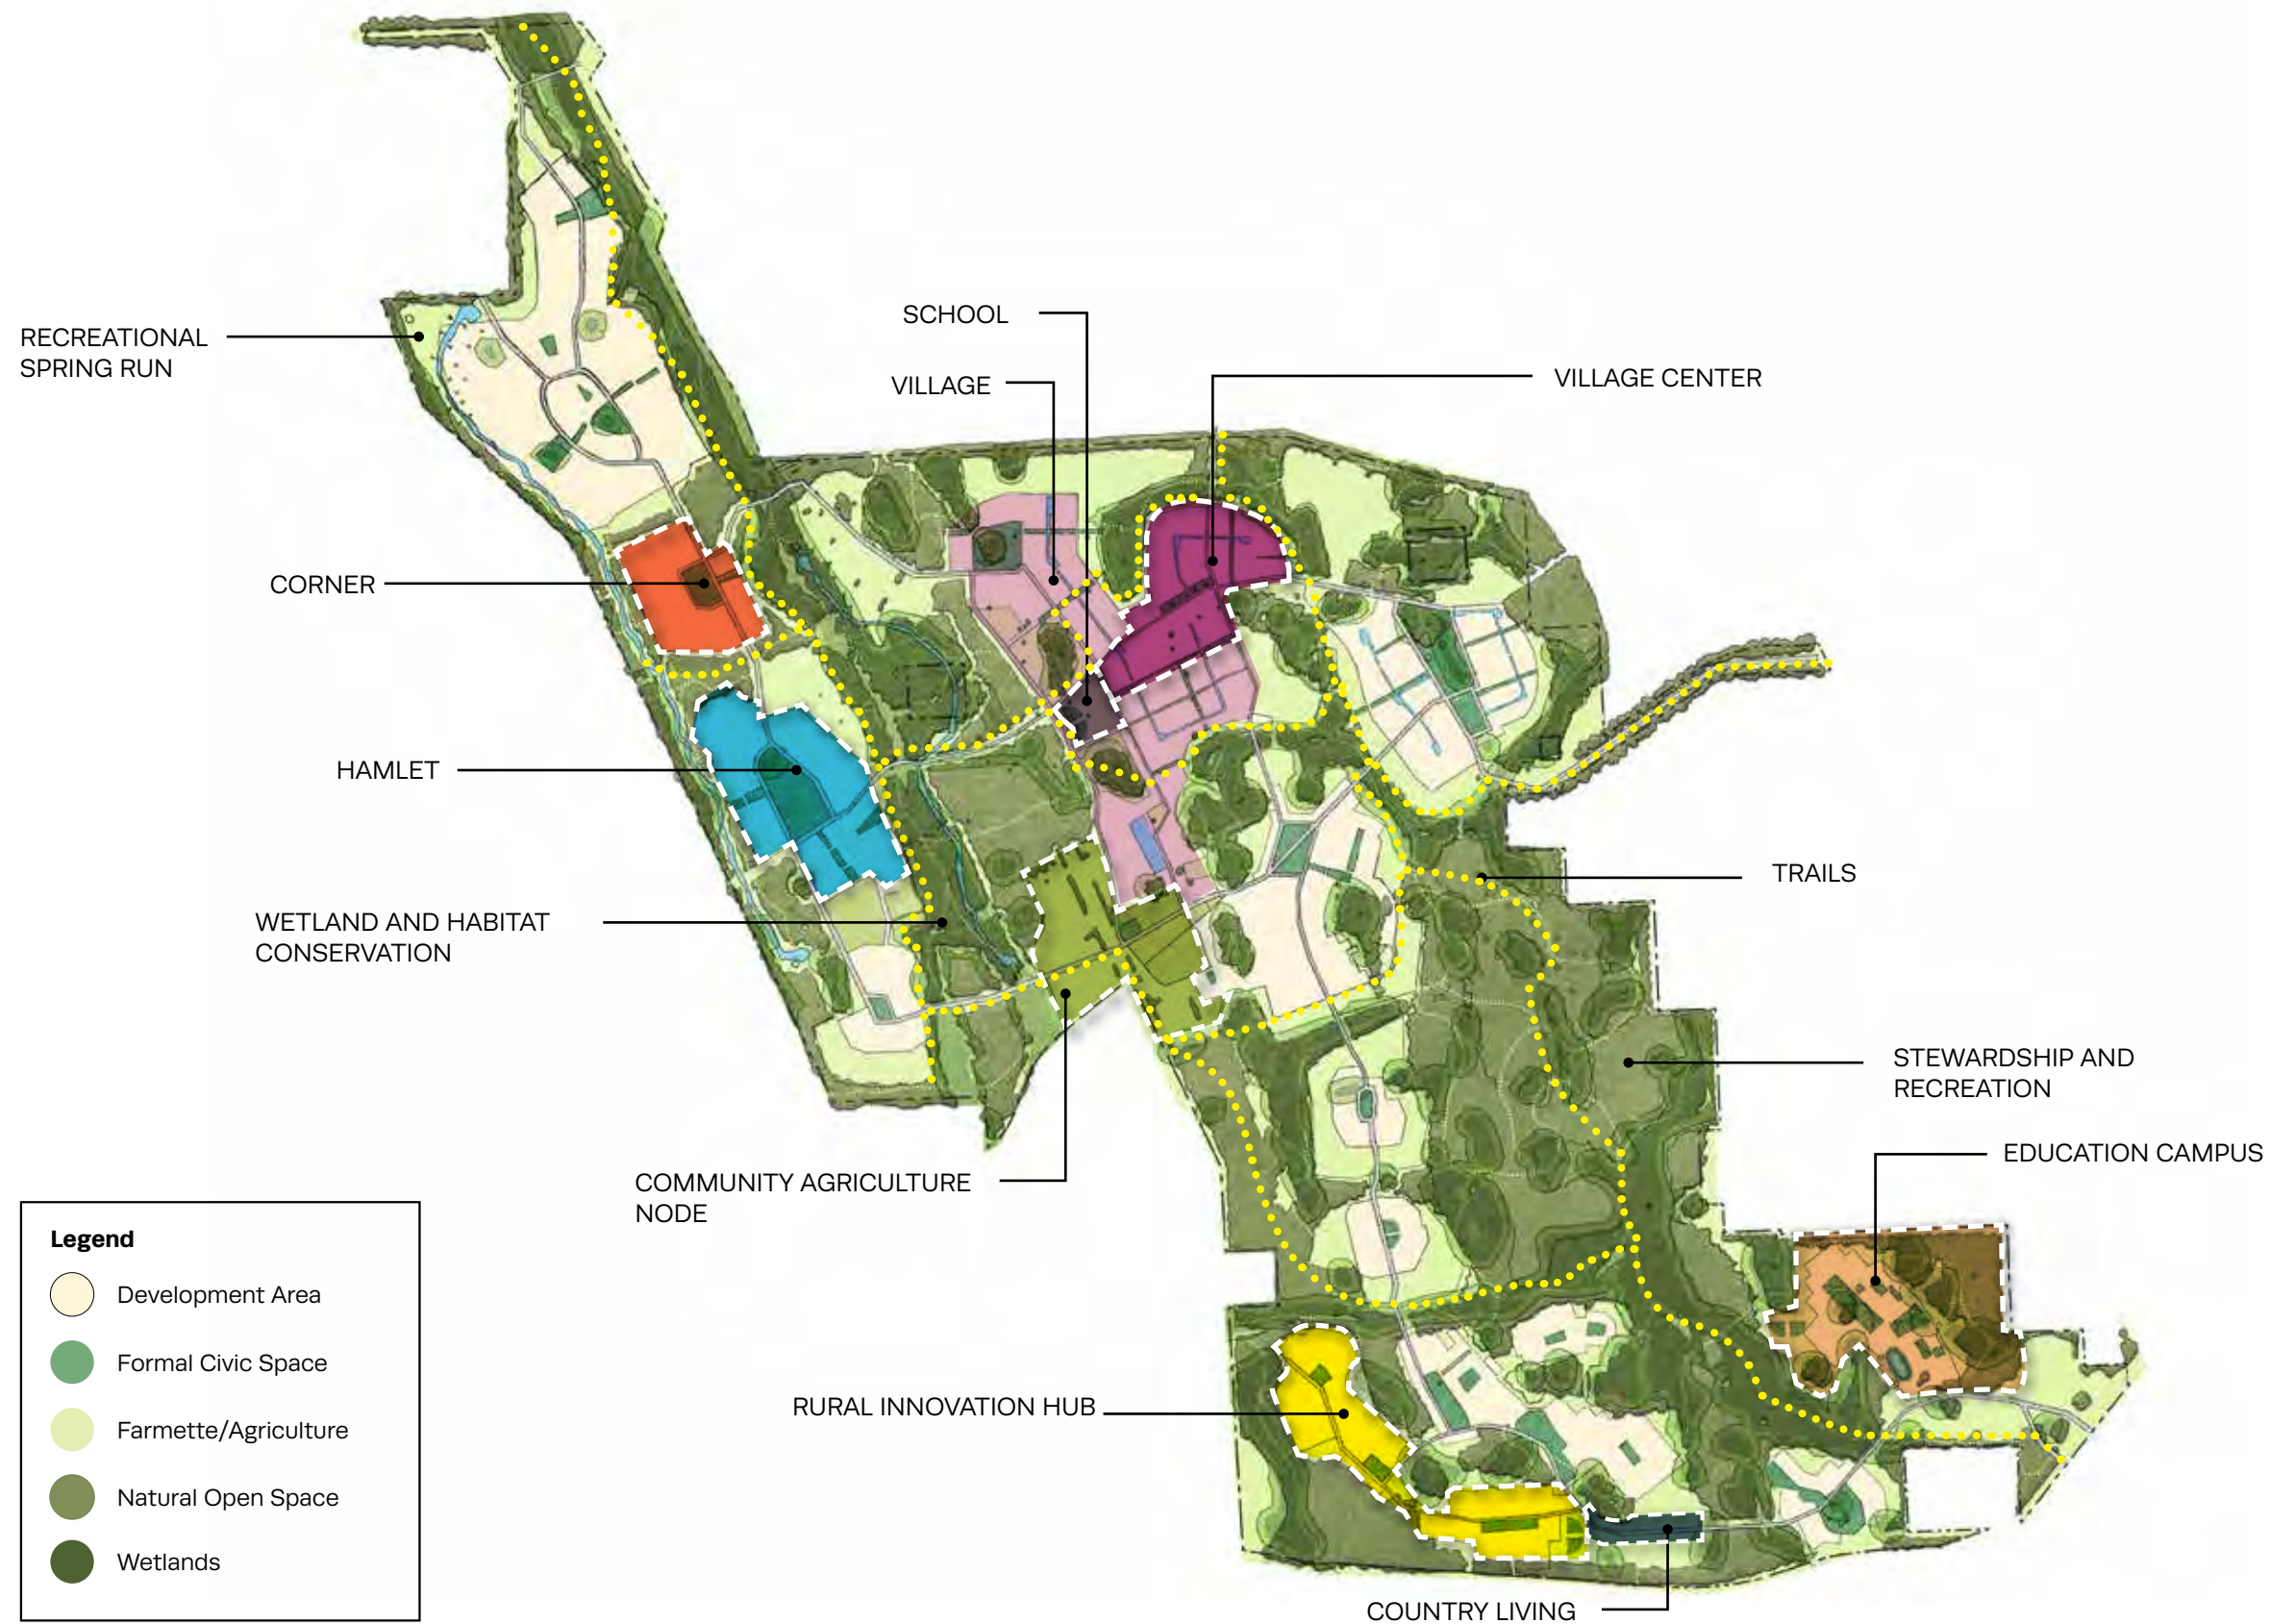 RECREATIONAL
SPRING RUN
SCHOOL
VILLAGE
VILLAGE CENTER
CORNER
HAMLET
WETLAND AND HABITAT
CONSERVATION
TRAILS
STEWARDSHIP AND
RECREATION
EDUCATION CAMPUS
COMMUNITY AGRICULTURE
NODE
RURAL INNOVATION HUB
COUNTRY LIVING
Legend
Development Area
Formal Civic Space
Farmette/Agriculture
Natural Open Space
Wetlands